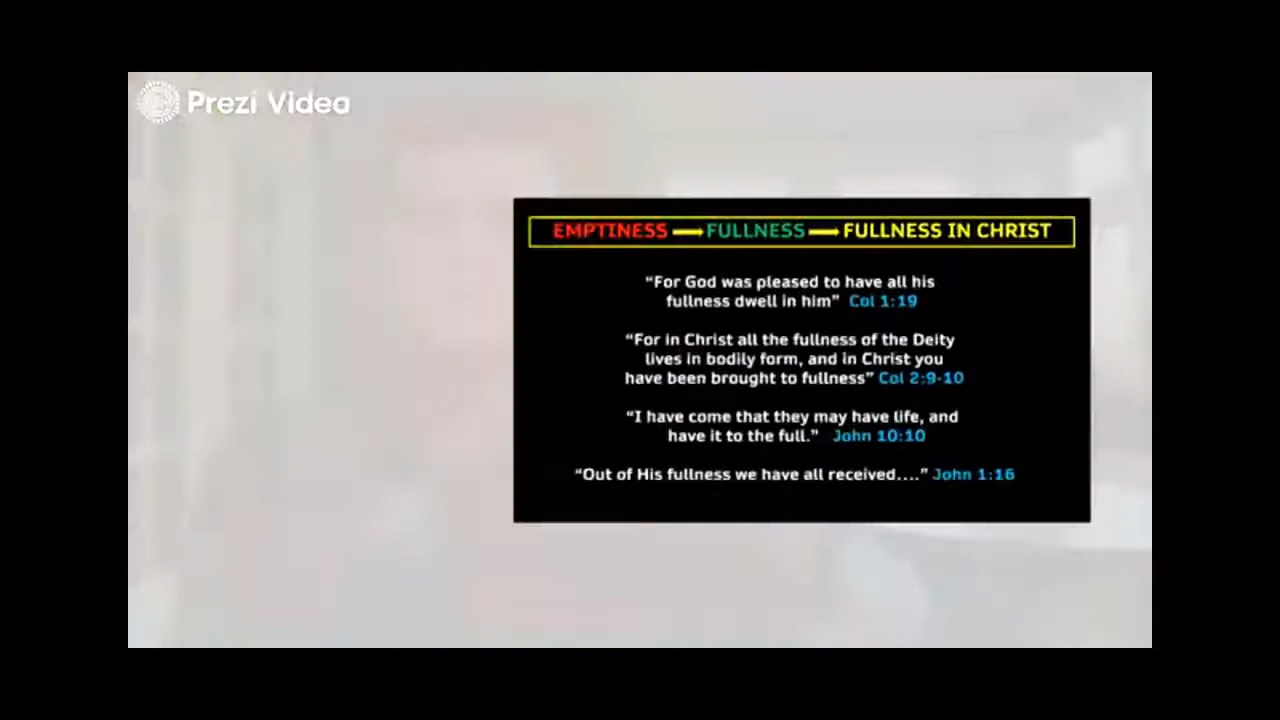 Prezi Video
EMPTINESS → FULLNESS → FULLNESS IN CHRIST
“For God was pleased to have all his
fullness dwell in him” Col 1:19
“For in Christ all the fullness of the Deity
lives in bodily form, and in Christ you
have been brought to fullness” Col 2:9-10
“I have come that they may have life, and
have it to the full.” John 10:10
“Out of His fullness we have all received....” John 1:16